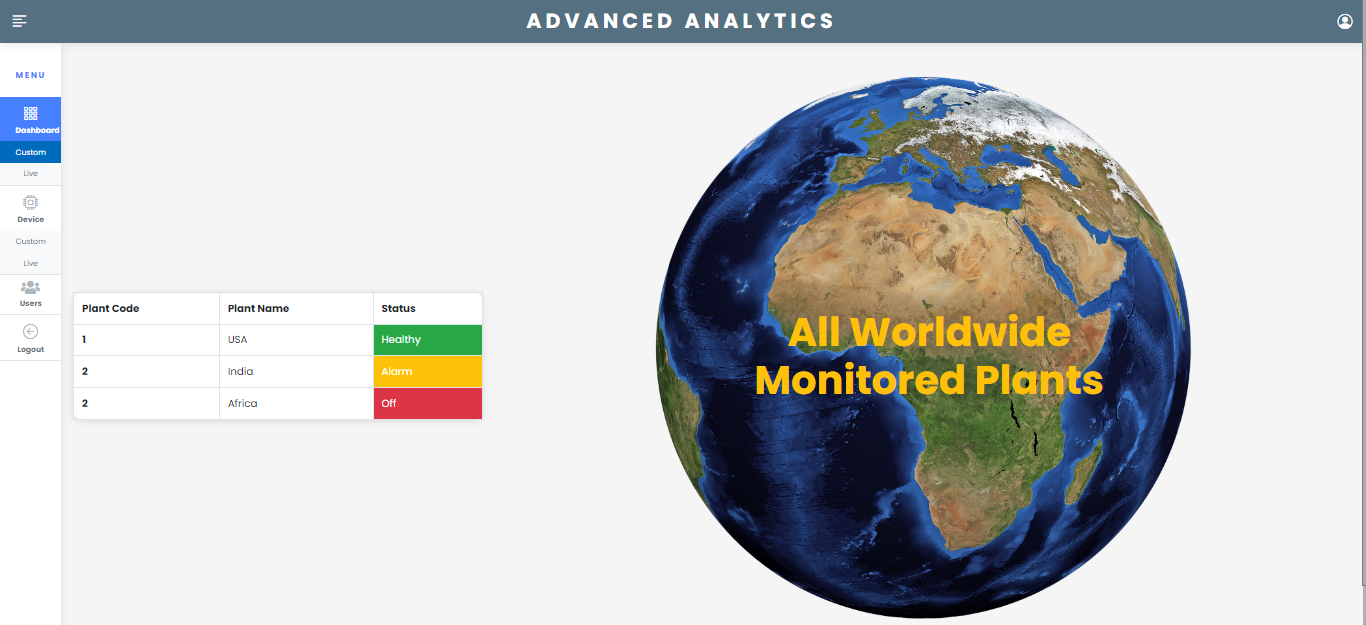 ADVANCED ANALYTICS
MENU
Dashboard
Custom
Live
Device
Custom
Live
Users
Logout
Plant Code Plant Name Status
1 USA Healthy
2 India Alarm
2 Africa Off
All Worldwide
Monitored Plants